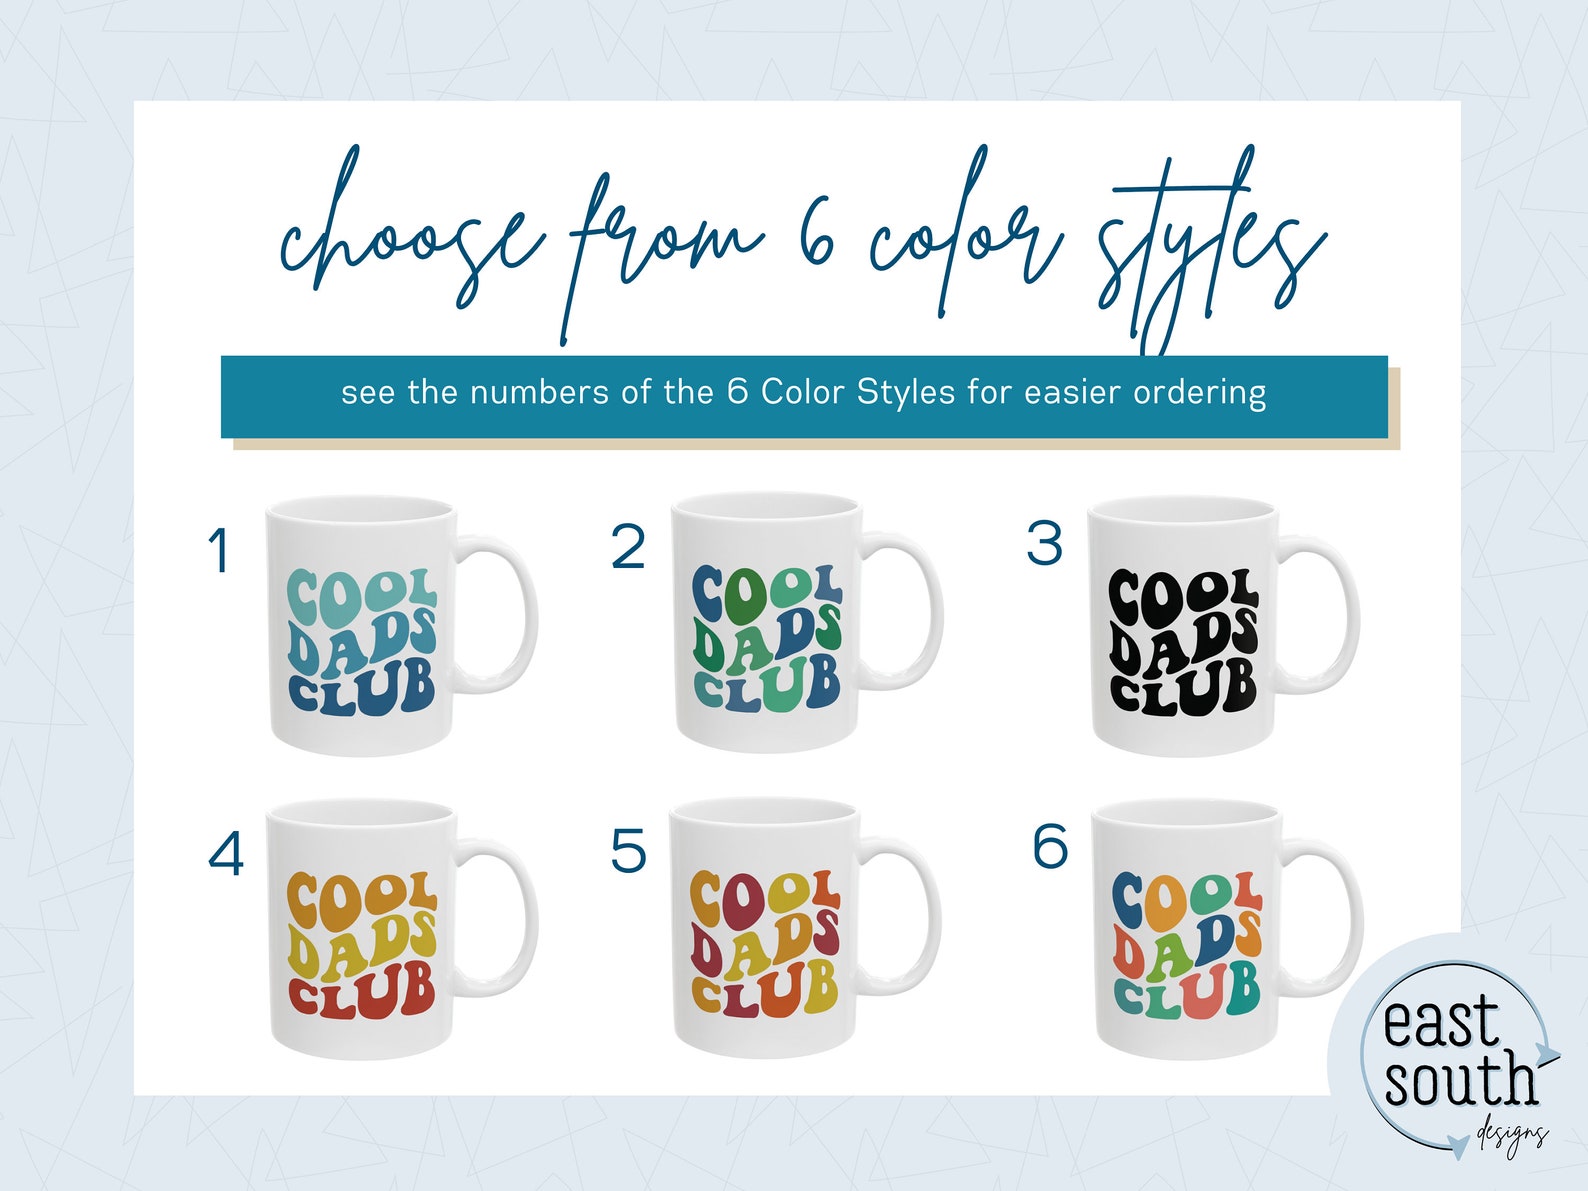 choose from 6 color styles
see the numbers of the 6 Color Styles for easier ordering
1
COOL
DADS
CLUB
2
COOL
DADS
CLUB
3
COOL
DADS
CLUB
4
COOL
DADS
CLUB
5
COOL
DADS
CLUB
6
COOL
DADS
CLUB
east
south
designs